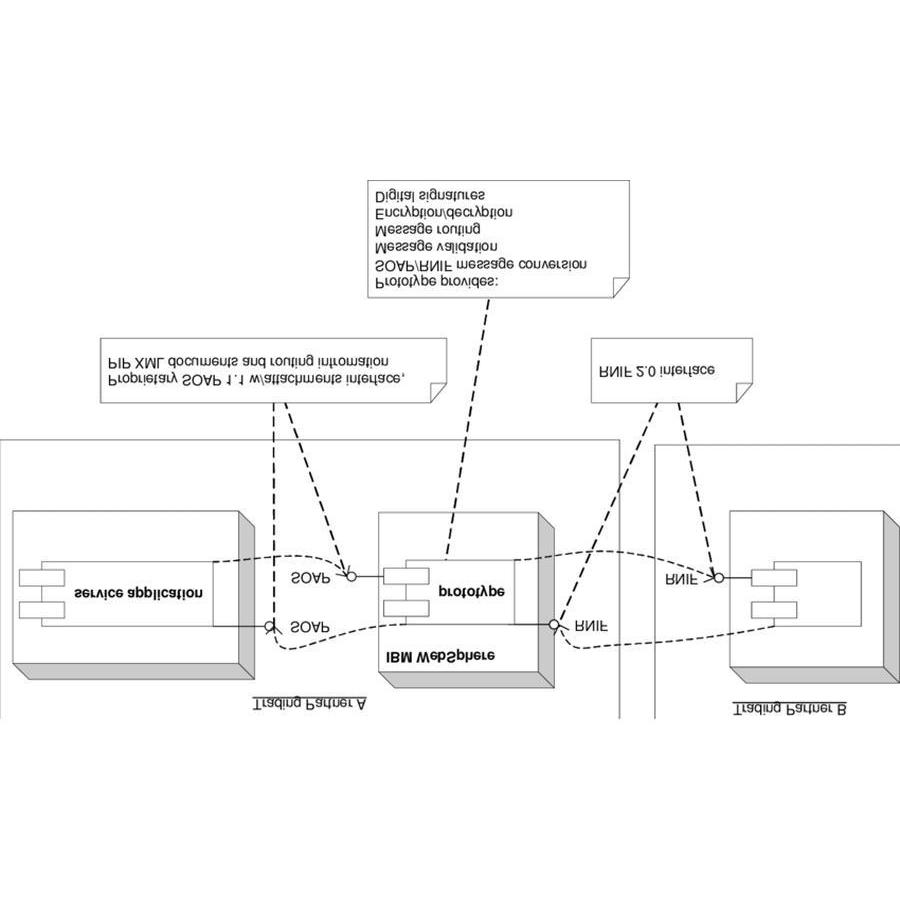 Trading Partner A
Trading Partner B
IBM WebSphere
SOAP
RNIF
service application
prototype
SOAP
RNIF
Proprietary SOAP 1.1 w/attachments interface,
PIP XML documents and routing infromation
RNIF 2.0 interface
Prototype provides:
SOAP/RNIF message conversion
Message validation
Message routing
Encryption/decryption
Digital signatures